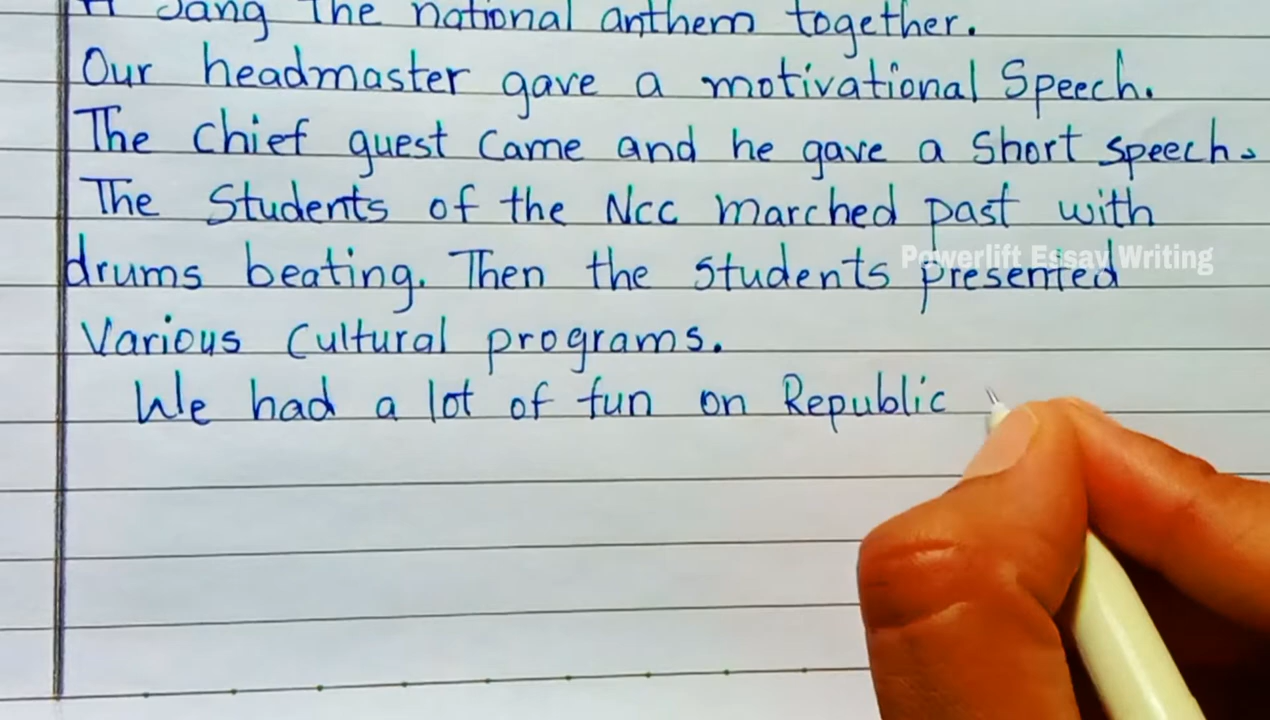 sang the national anthem together.
Our headmaster gave a motivational Speech.
The chief guest came and he gave a short speech.
The Students of the Ncc marched past with
drums beating. Then the students presented
Powerlift Essay Writing
Various cultural programs.
We had a lot of fun on Republic